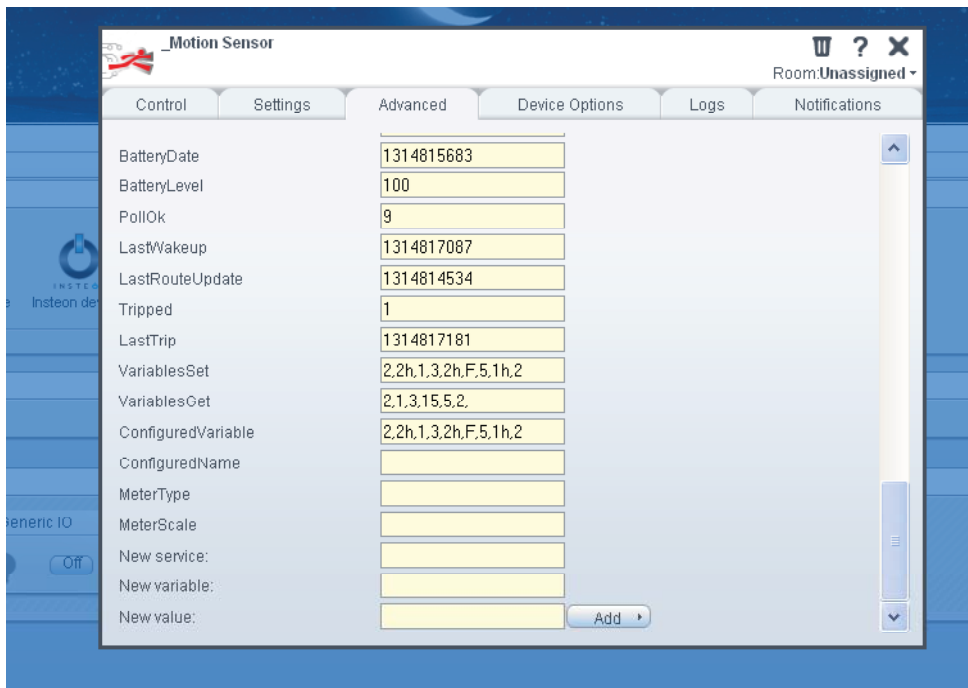 _Motion Sensor
Room:Unassigned
Control Settings Advanced Device Options Logs Notifications
BatteryDate 1314815683
BatteryLevel 100
PollOk 9
LastWakeup 1314817087
LastRouteUpdate 1314814534
Tripped 1
LastTrip 1314817181
VariablesSet 2,2h,1,3,2h,F,5,1h,2
VariablesGet 2,1,3,15,5,2,
ConfiguredVariable 2,2h,1,3,2h,F,5,1h,2
ConfiguredName
MeterType
MeterScale
New service:
New variable:
New value: Add
INSTEO
Insteon de
eneric IO
Off